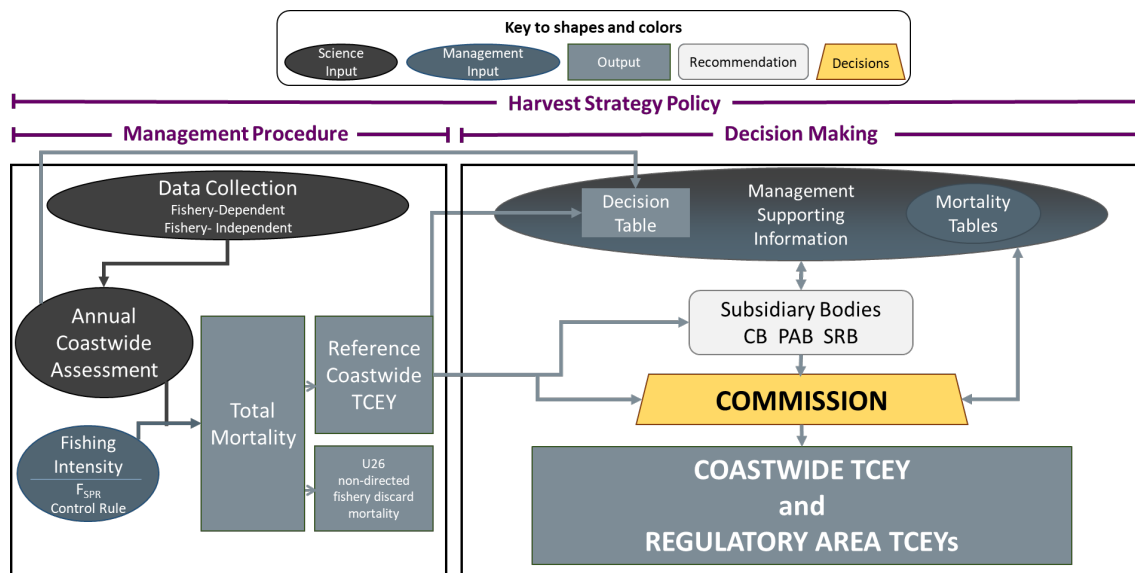 Key to shapes and colors
Science
Input
Management
Input
Output
Recommendation
Decisions
Harvest Strategy Policy
Management Procedure
Decision Making
Data Collection
Fishery-Dependent
Fishery- Independent
Annual
Coastwide
Assessment
Fishing
Intensity
FSPR
Control Rule
Total
Mortality
Reference
Coastwide
TCEY
U26
non-directed
fishery discard
mortality
Decision
Table
Management
Supporting
Information
Mortality
Tables
Subsidiary Bodies
CB PAB SRB
COMMISSION
COASTWIDE TCEY
and
REGULATORY AREA TCEYs